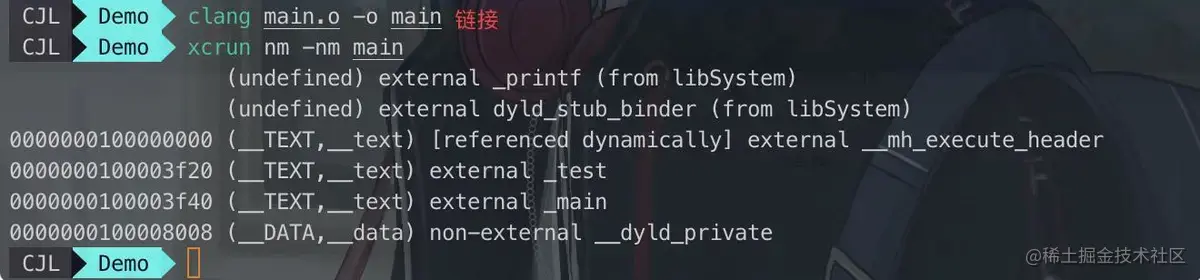 CJL Demo clang main.o -o main 链接
CJL Demo xcrun nm -nm main
(undefined) external _printf (from libSystem)
(undefined) external dyld_stub_binder (from libSystem)
0000000100000000 (__TEXT,__text) [referenced dynamically] external __mh_execute_header
0000000100003f20 (__TEXT,__text) external _test
0000000100003f40 (__TEXT,__text) external _main
0000000100008008 (__DATA,__data) non-external __dyld_private
CJL Demo
@稀土掘金技术社区